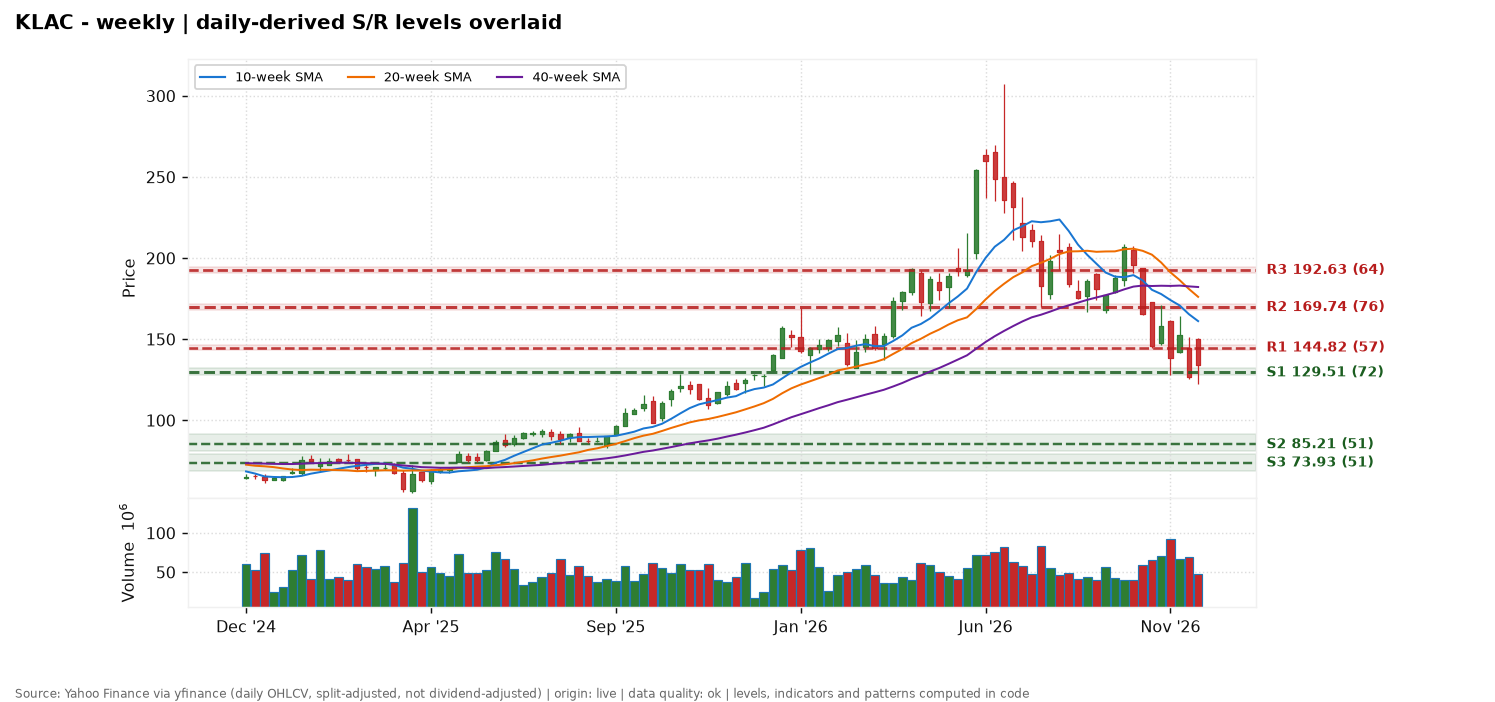 KLAC - weekly | daily-derived S/R levels overlaid
10-week SMA
20-week SMA
40-week SMA
Price
300
250
200
150
100
R3 192.63 (64)
R2 169.74 (76)
R1 144.82 (57)
S1 129.51 (72)
S2 85.21 (51)
S3 73.93 (51)
Volume 10^6
100
50
Dec '24
Apr '25
Sep '25
Jan '26
Jun '26
Nov '26
Source: Yahoo Finance via yfinance (daily OHLCV, split-adjusted, not dividend-adjusted) | origin: live | data quality: ok | levels, indicators and patterns computed in code